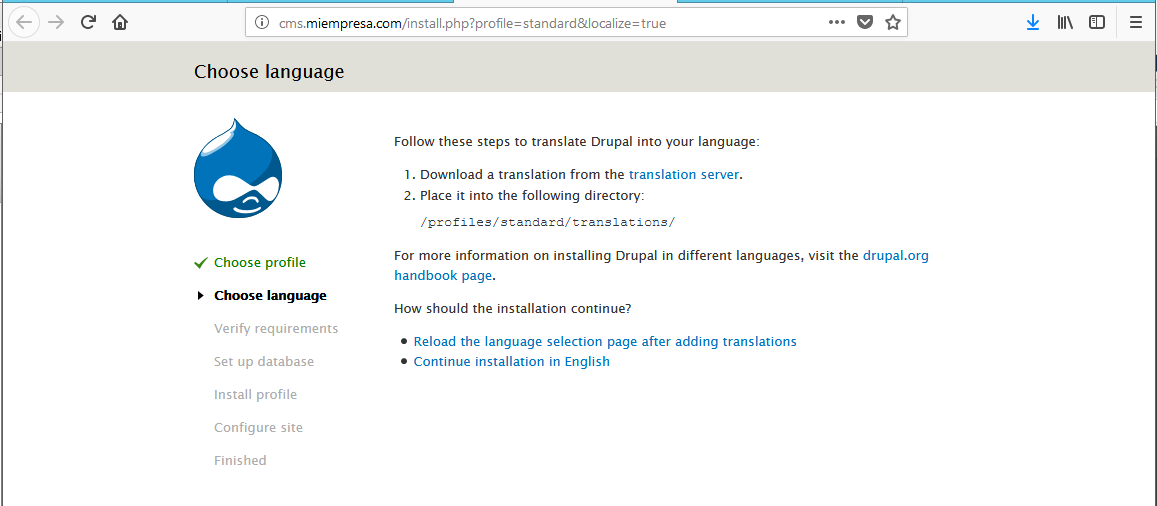 cms.miempresa.com/install.php?profile=standard&localize=true
Choose language
Follow these steps to translate Drupal into your language:
1. Download a translation from the translation server.
2. Place it into the following directory:
/profiles/standard/translations/
For more information on installing Drupal in different languages, visit the drupal.org
handbook page.
How should the installation continue?
• Reload the language selection page after adding translations
• Continue installation in English
Choose profile
Choose language
Verify requirements
Set up database
Install profile
Configure site
Finished